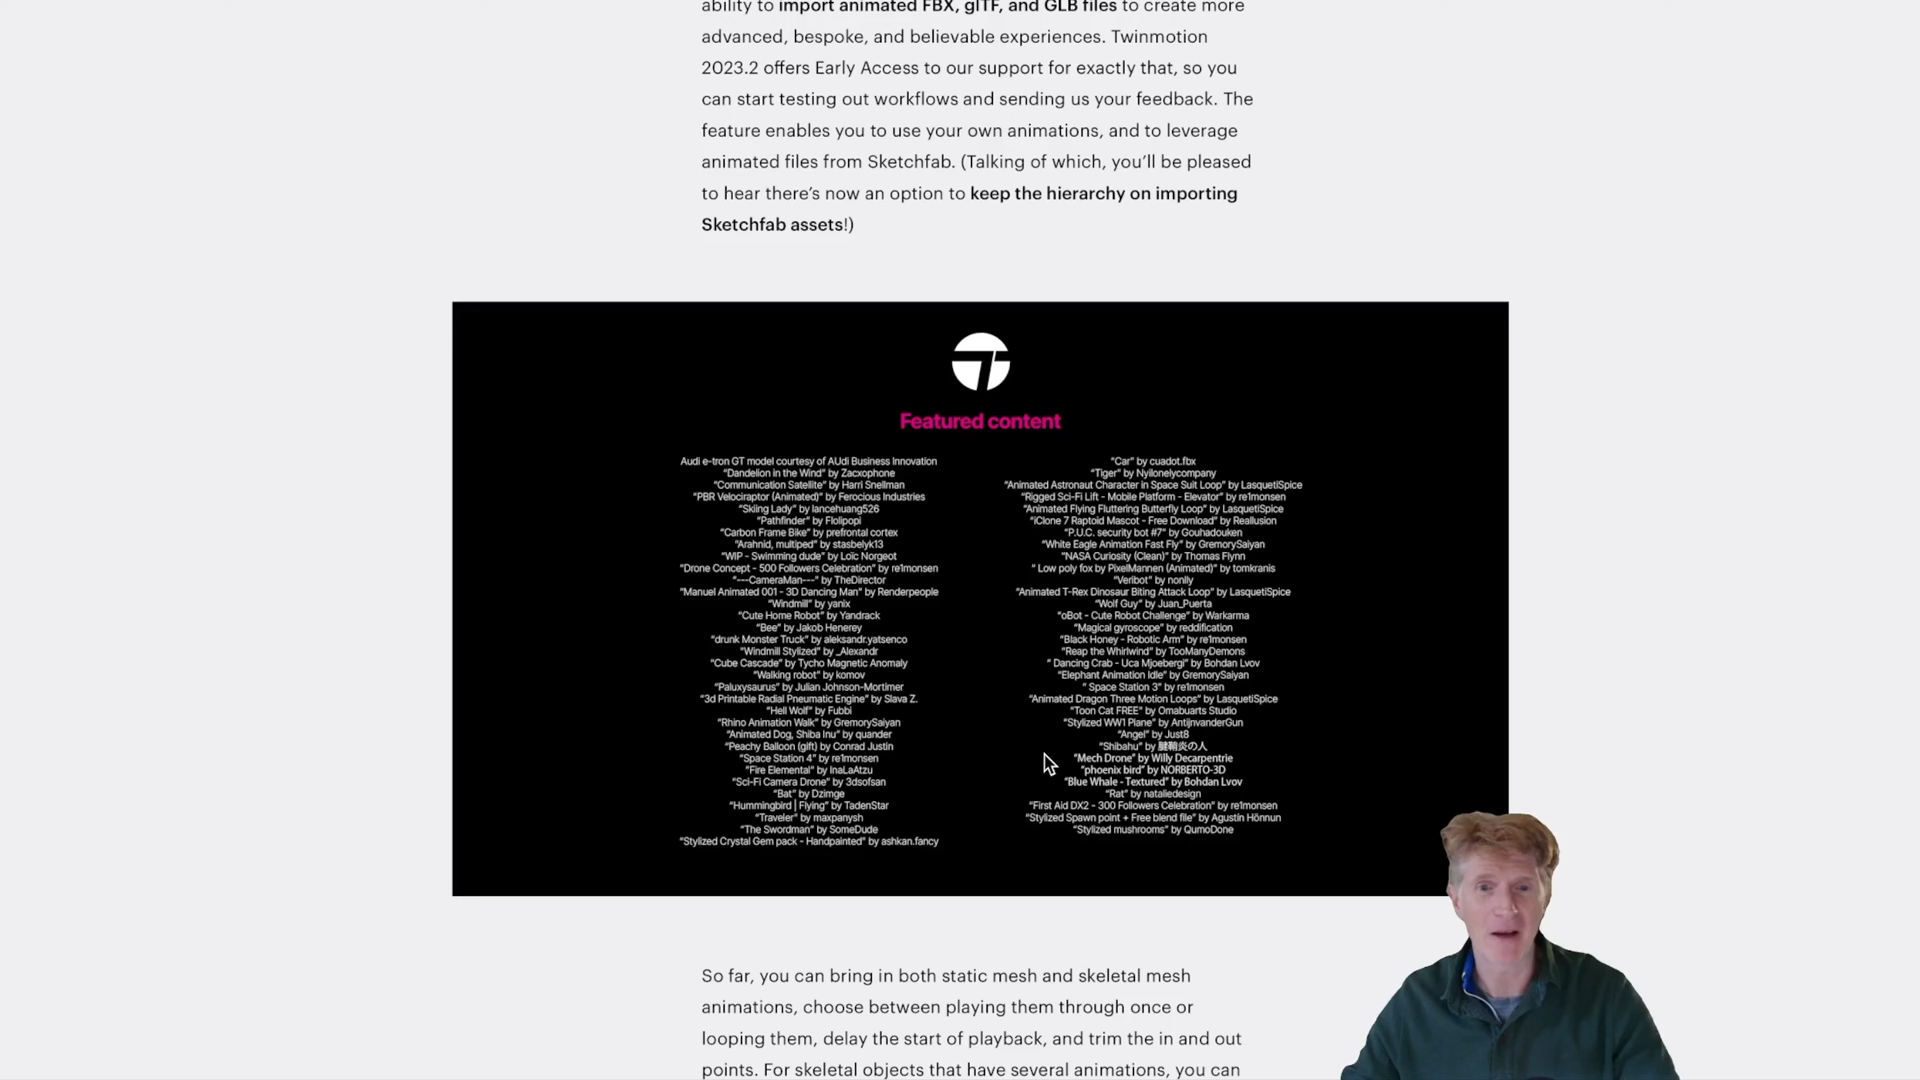 ability to import animated FBX, glTF, and GLB files to create more
advanced, bespoke, and believable experiences. Twinmotion
2023.2 offers Early Access to our support for exactly that, so you
can start testing out workflows and sending us your feedback. The
feature enables you to use your own animations, and to leverage
animated files from Sketchfab. (Talking of which, you’ll be pleased
to hear there’s now an option to keep the hierarchy on importing
Sketchfab assets!)
Featured content
Audi e-tron GT model courtesy of AUdi Business Innovation
“Dandelion in the Wind” by Zacxophone
“Communication Satellite” by Harri Snellman
“PBR Velociraptor (Animated)” by Ferocious Industries
“Skiing Lady” by lancehuang526
“Pathfinder” by Flolipopi
“Carbon Frame Bike” by prefrontal cortex
“Arahnid, multiped” by stasbelyk13
“WIP - Swimming dude” by Loïc Norgeot
“Drone Concept - 500 Followers Celebration” by re1monsen
“---CameraMan---” by TheDirector
“Manuel Animated 001 - 3D Dancing Man” by Renderpeople
“Windmill” by yanix
“Cute Home Robot” by Yandrack
“Bee” by Jakob Henerey
“drunk Monster Truck” by aleksandr.yatsenco
“Windmill Stylized” by _Alexandr
“Cube Cascade” by Tycho Magnetic Anomaly
“Walking robot” by komov
“Paluxysaurus” by Julian Johnson-Mortimer
“3d Printable Radial Pneumatic Engine” by Slava Z.
“Hell Wolf” by Fubbi
“Rhino Animation Walk” by GremorySaiyan
“Animated Dog, Shiba Inu” by quander
“Peachy Balloon (gift) by Conrad Justin
“Space Station 4” by re1monsen
“Fire Elemental” by InaLaAtzu
“Sci-Fi Camera Drone” by 3dsofsan
“Bat” by Dzimge
“Hummingbird | Flying” by TadenStar
“Traveler” by maxpanysh
“The Swordman” by SomeDude
“Stylized Crystal Gem pack - Handpainted” by ashkan.fancy
“Car” by cuadot.fbx
“Tiger” by Nyilonelycompany
“Animated Astronaut Character in Space Suit Loop” by LasquetiSpice
“Rigged Sci-Fi Lift - Mobile Platform - Elevator” by re1monsen
“Animated Flying Fluttering Butterfly Loop” by LasquetiSpice
“iClone 7 Raptoid Mascot - Free Download” by Reallusion
“P.U.C. security bot #7” by Gouhadouken
“White Eagle Animation Fast Fly” by GremorySaiyan
“NASA Curiosity (Clean)” by Thomas Flynn
“ Low poly fox by PixelMannen (Animated)” by tomkranis
“Veribot” by nonlly
“Animated T-Rex Dinosaur Biting Attack Loop” by LasquetiSpice
“Wolf Guy” by Juan_Puerta
“oBot - Cute Robot Challenge” by Warkarma
“Magical gyroscope” by reddification
“Black Honey - Robotic Arm” by re1monsen
“Reap the Whirlwind” by TooManyDemons
“ Dancing Crab - Uca Mjoebergi” by Bohdan Lvov
“Elephant Animation Idle” by GremorySaiyan
“ Space Station 3” by re1monsen
“Animated Dragon Three Motion Loops” by LasquetiSpice
“Toon Cat FREE” by Omabuarts Studio
“Stylized WW1 Plane” by AntijnvanderGun
“Angel” by Just8
“Shibahu” by 腱鞘炎の人
“Mech Drone” by Willy Decarpentrie
“phoenix bird” by NORBERTO-3D
“Blue Whale - Textured” by Bohdan Lvov
“Rat” by nataliedesign
“First Aid DX2 - 300 Followers Celebration” by re1monsen
“Stylized Spawn point + Free blend file” by Agustín Hönnun
“Stylized mushrooms” by QumoDone
So far, you can bring in both static mesh and skeletal mesh
animations, choose between playing them through once or
looping them, delay the start of playback, and trim the in and out
points. For skeletal objects that have several animations, you can